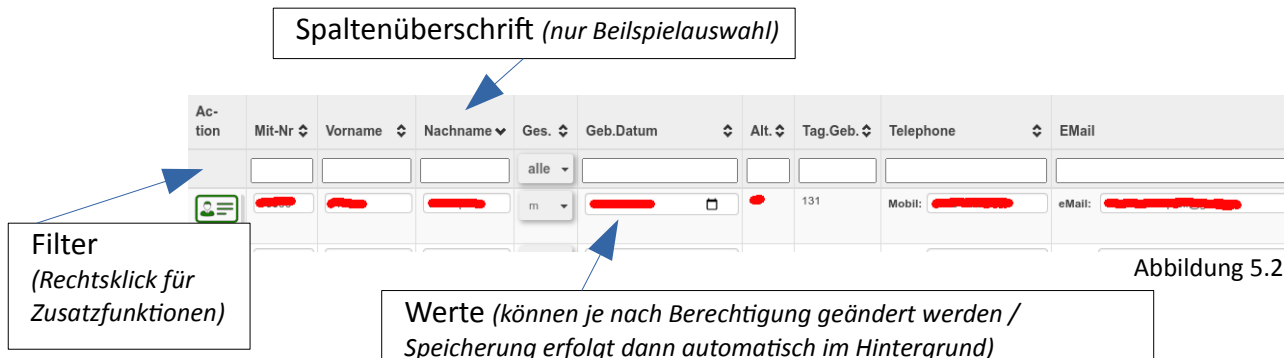 Spaltenüberschrift (nur Beilspielauswahl)
Ac-
tion Mit-Nr Vorname Nachname Ges. Geb.Datum Alt. Tag.Geb. Telephone EMail
alle
m 131 Mobil: eMail:
Filter
(Rechtsklick für
Zusatzfunktionen)
Abbildung 5.2
Werte (können je nach Berechtigung geändert werden /
Speicherung erfolgt dann automatisch im Hintergrund)